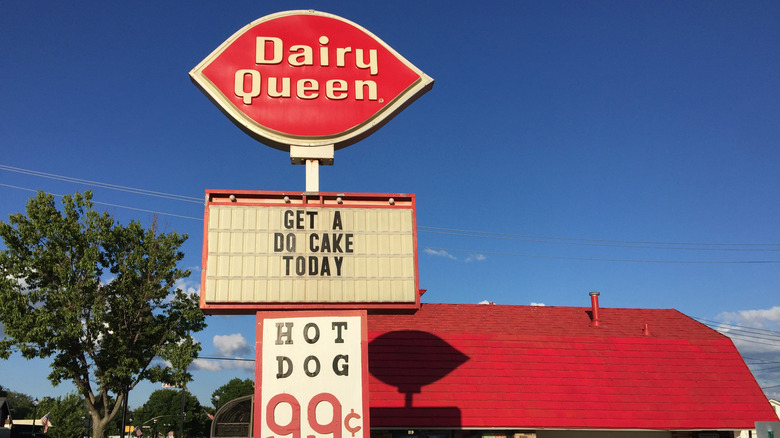 Dairy
Queen
GET A
DQ CAKE
TODAY
HOT
DOG
99¢